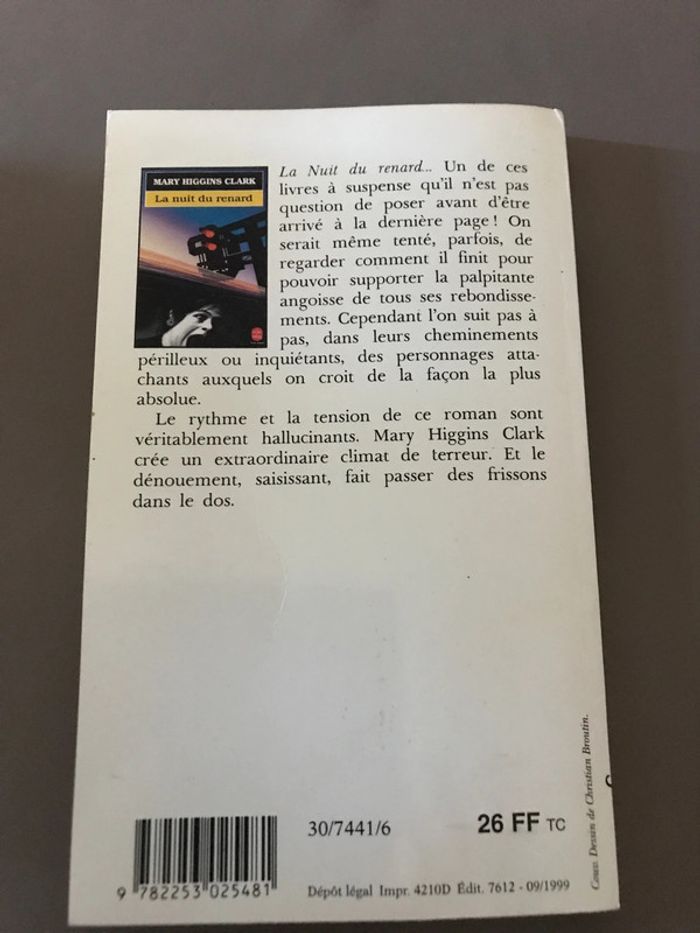 MARY HIGGINS CLARK
La nuit du renard
La Nuit du renard... Un de ces
livres à suspense qu'il n'est pas
question de poser avant d'être
arrivé à la dernière page ! On
serait même tenté, parfois, de
regarder comment il finit pour
pouvoir supporter la palpitante
angoisse de tous ses rebondisse-
ments. Cependant l'on suit pas à
pas, dans leurs cheminements
périlleux ou inquiétants, des personnages atta-
chants auxquels on croit de la façon la plus
absolue.
Le rythme et la tension de ce roman sont
véritablement hallucinants. Mary Higgins Clark
crée un extraordinaire climat de terreur. Et le
dénouement, saisissant, fait passer des frissons
dans le dos.
Couv. Dessin de Christian Broutin.
30/7441/6
26 FF TC
9 782253 025481
Dépôt légal Impr. 4210D Édit. 7612 - 09/1999